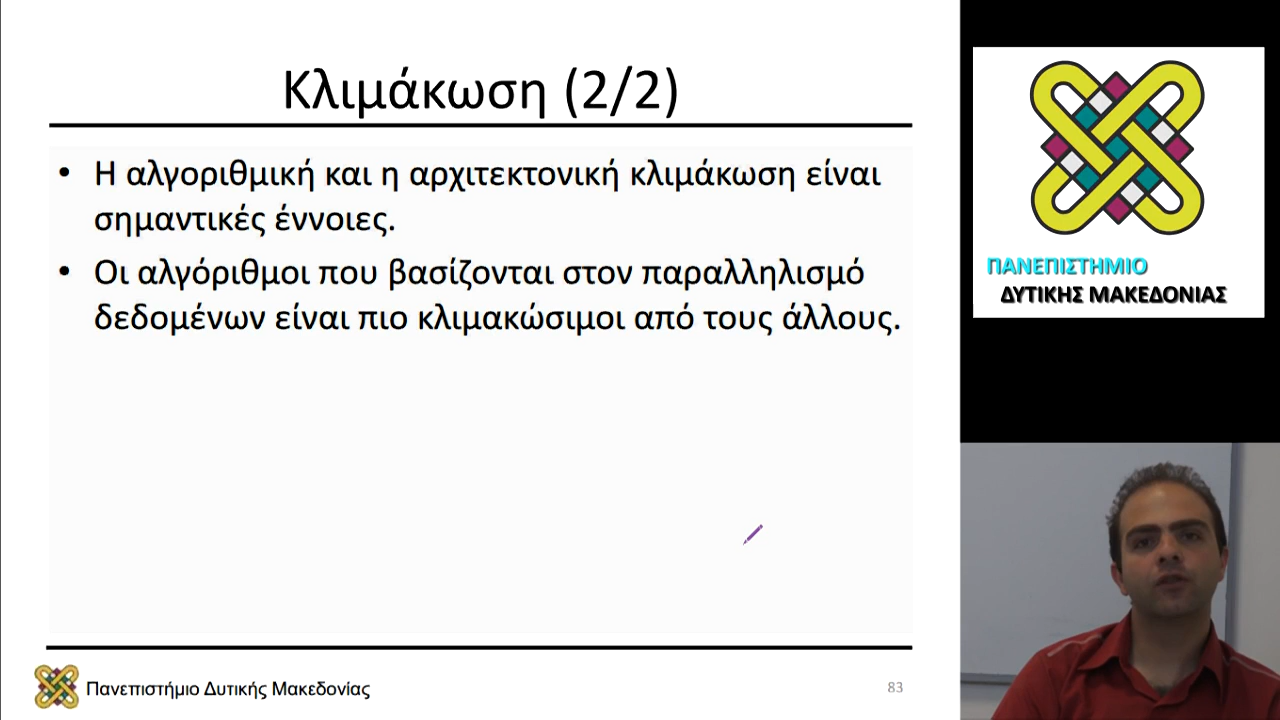 Κλιμάκωση (2/2)
• Η αλγοριθμική και η αρχιτεκτονική κλιμάκωση είναι
σημαντικές έννοιες.
• Οι αλγόριθμοι που βασίζονται στον παραλληλισμό
δεδομένων είναι πιο κλιμακώσιμοι από τους άλλους.
Πανεπιστήμιο Δυτικής Μακεδονίας
83
ΠΑΝΕΠΙΣΤΗΜΙΟ
ΔΥΤΙΚΗΣ ΜΑΚΕΔΟΝΙΑΣ